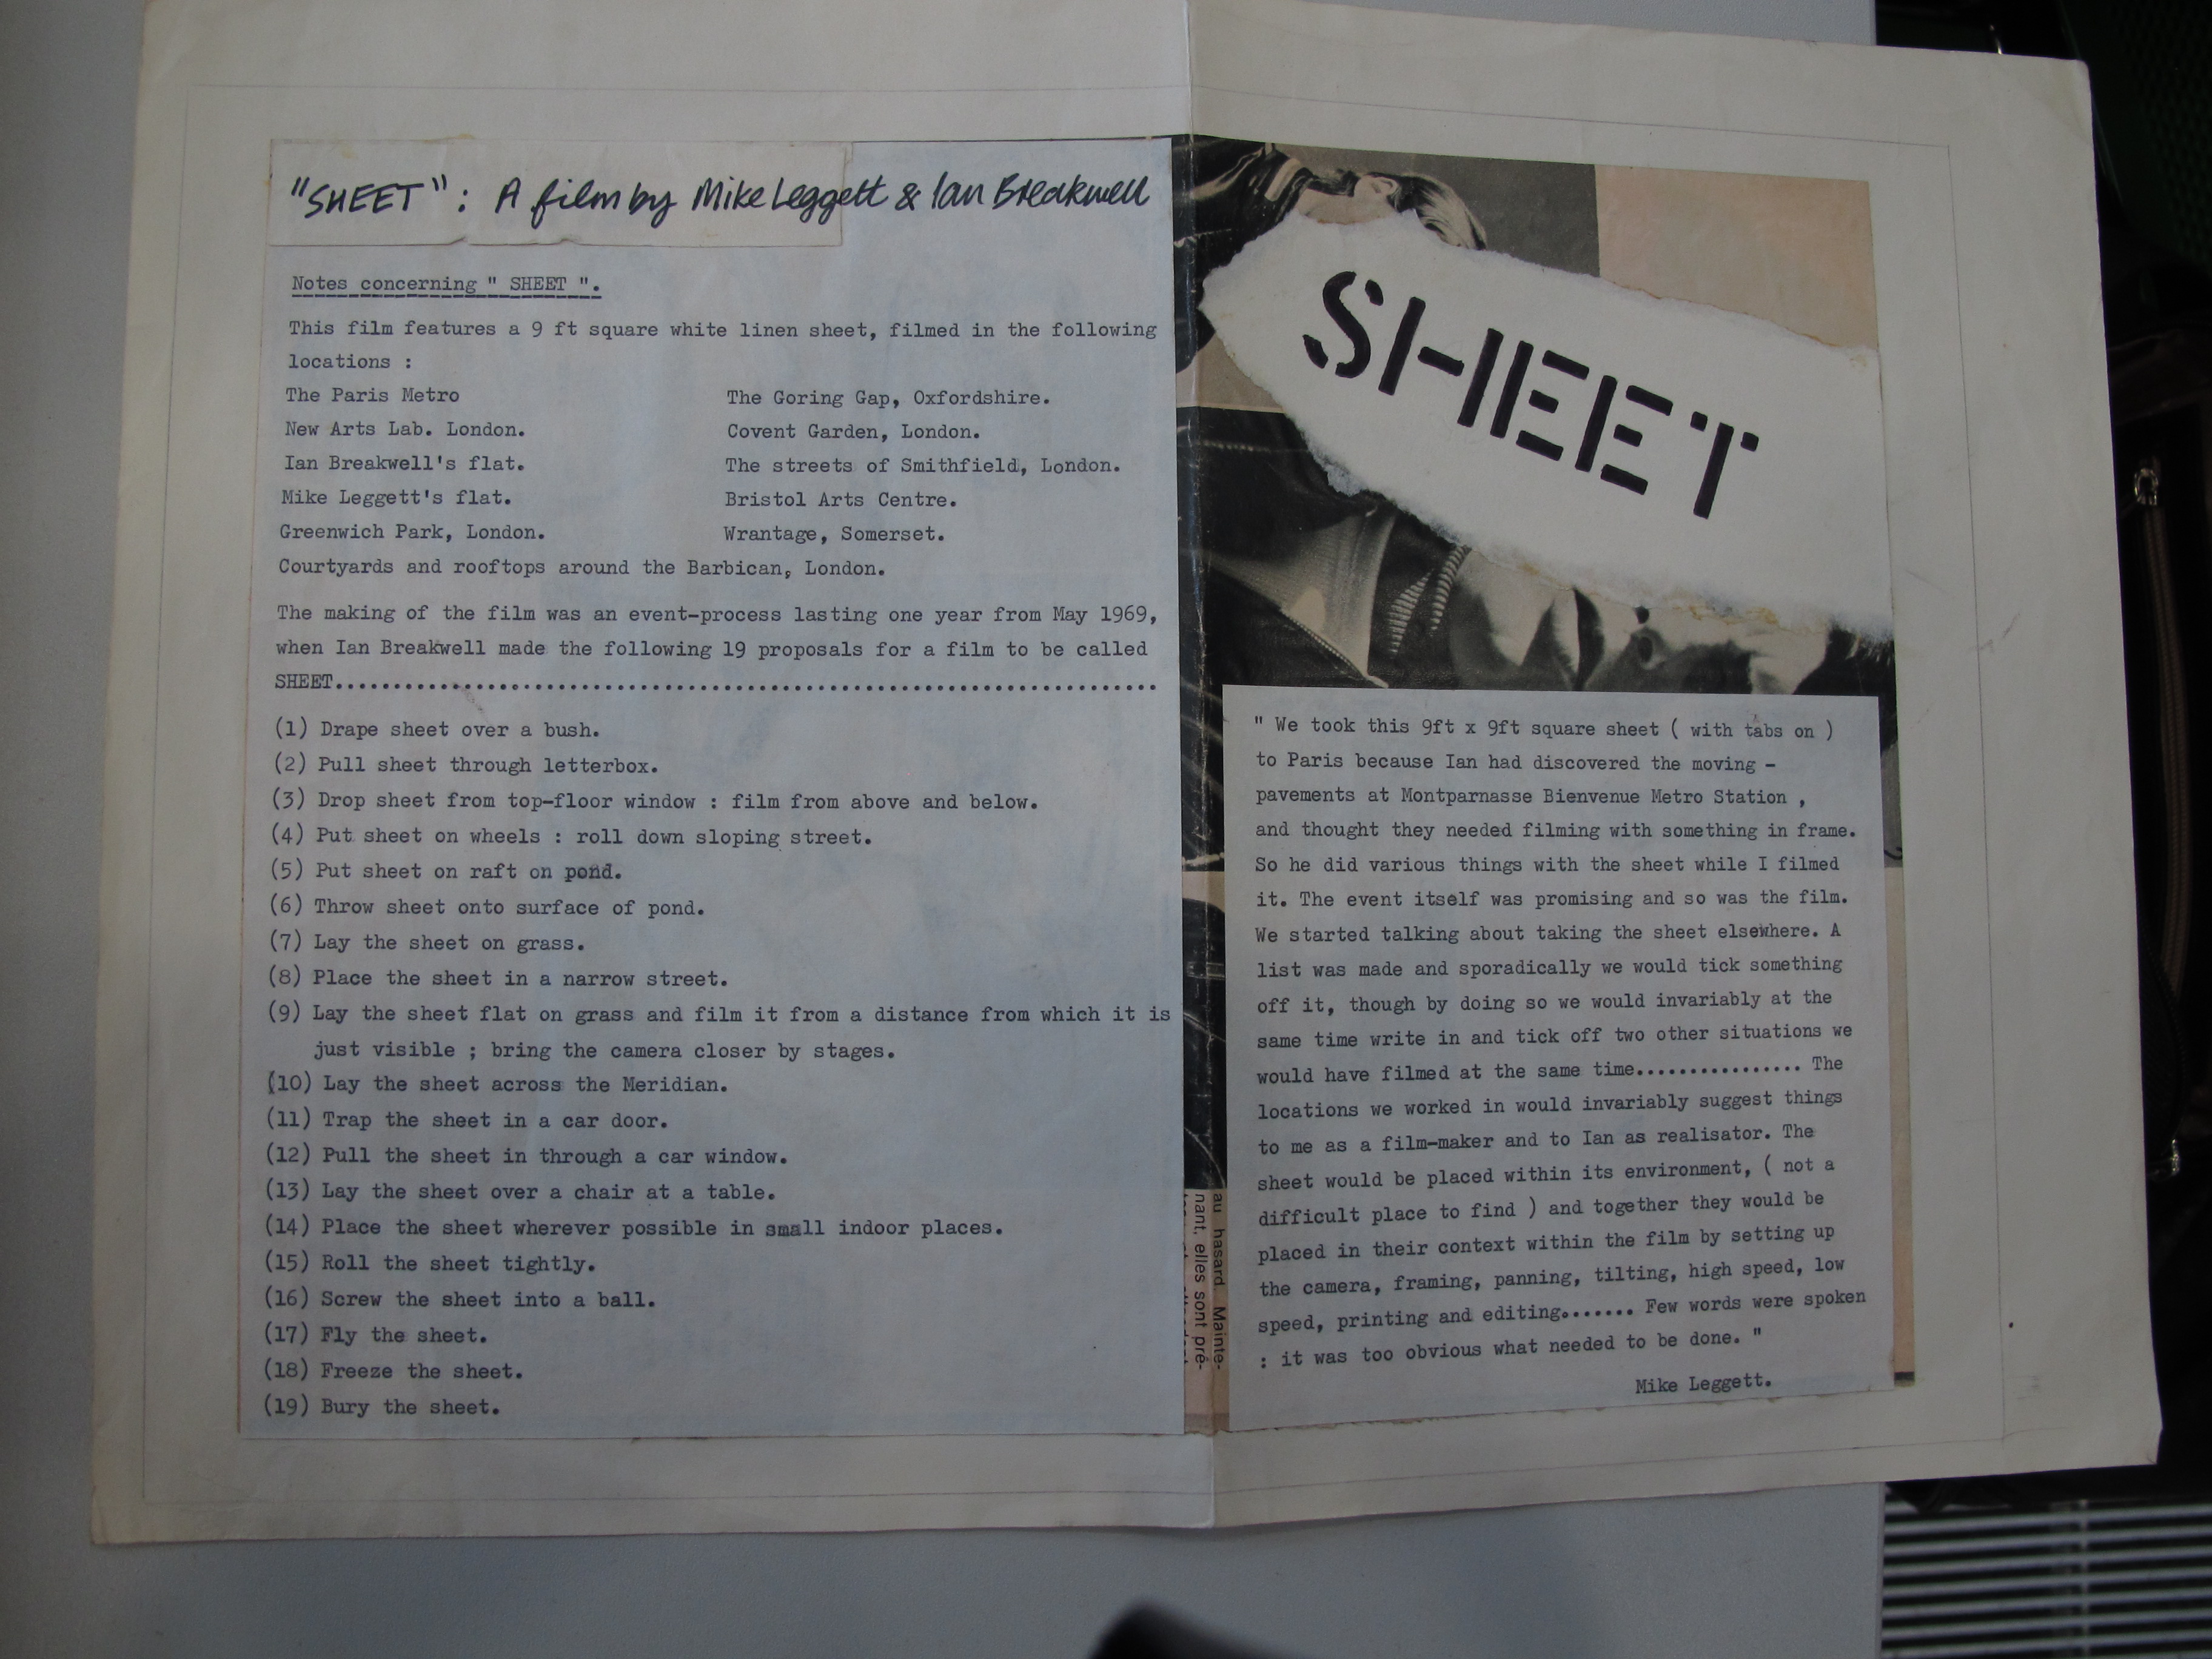 "SHEET" : A film by Mike Leggett & Ian Breakwell
Notes concerning " SHEET ".
This film features a 9 ft square white linen sheet, filmed in the following
locations :
The Paris Metro
New Arts Lab. London.
Ian Breakwell's flat.
Mike Leggett's flat.
Greenwich Park, London.
The Goring Gap, Oxfordshire.
Covent Garden, London.
The streets of Smithfield, London.
Bristol Arts Centre.
Wrantage, Somerset.
Courtyards and rooftops around the Barbican, London.
The making of the film was an event-process lasting one year from May 1969,
when Ian Breakwell made the following 19 proposals for a film to be called
SHEET.......................................................................
(1) Drape sheet over a bush.
(2) Pull sheet through letterbox.
(3) Drop sheet from top-floor window : film from above and below.
(4) Put sheet on wheels : roll down sloping street.
(5) Put sheet on raft on pond.
(6) Throw sheet onto surface of pond.
(7) Lay the sheet on grass.
(8) Place the sheet in a narrow street.
(9) Lay the sheet flat on grass and film it from a distance from which it is
just visible ; bring the camera closer by stages.
(10) Lay the sheet across the Meridian.
(11) Trap the sheet in a car door.
(12) Pull the sheet in through a car window.
(13) Lay the sheet over a chair at a table.
(14) Place the sheet wherever possible in small indoor places.
(15) Roll the sheet tightly.
(16) Screw the sheet into a ball.
(17) Fly the sheet.
(18) Freeze the sheet.
(19) Bury the sheet.
SHEET
" We took this 9ft x 9ft square sheet ( with tabs on )
to Paris because Ian had discovered the moving -
pavements at Montparnasse Bienvenue Metro Station ,
and thought they needed filming with something in frame.
So he did various things with the sheet while I filmed
it. The event itself was promising and so was the film.
We started talking about taking the sheet elsewhere. A
list was made and sporadically we would tick something
off it, though by doing so we would invariably at the
same time write in and tick off two other situations we
would have filmed at the same time................ The
locations we worked in would invariably suggest things
to me as a film-maker and to Ian as realisator. The
sheet would be placed within its environment, ( not a
difficult place to find ) and together they would be
placed in their context within the film by setting up
the camera, framing, panning, tilting, high speed, low
speed, printing and editing....... Few words were spoken
: it was too obvious what needed to be done. "
Mike Leggett.
au hasard. Mainte-
nant, elles sont pré-